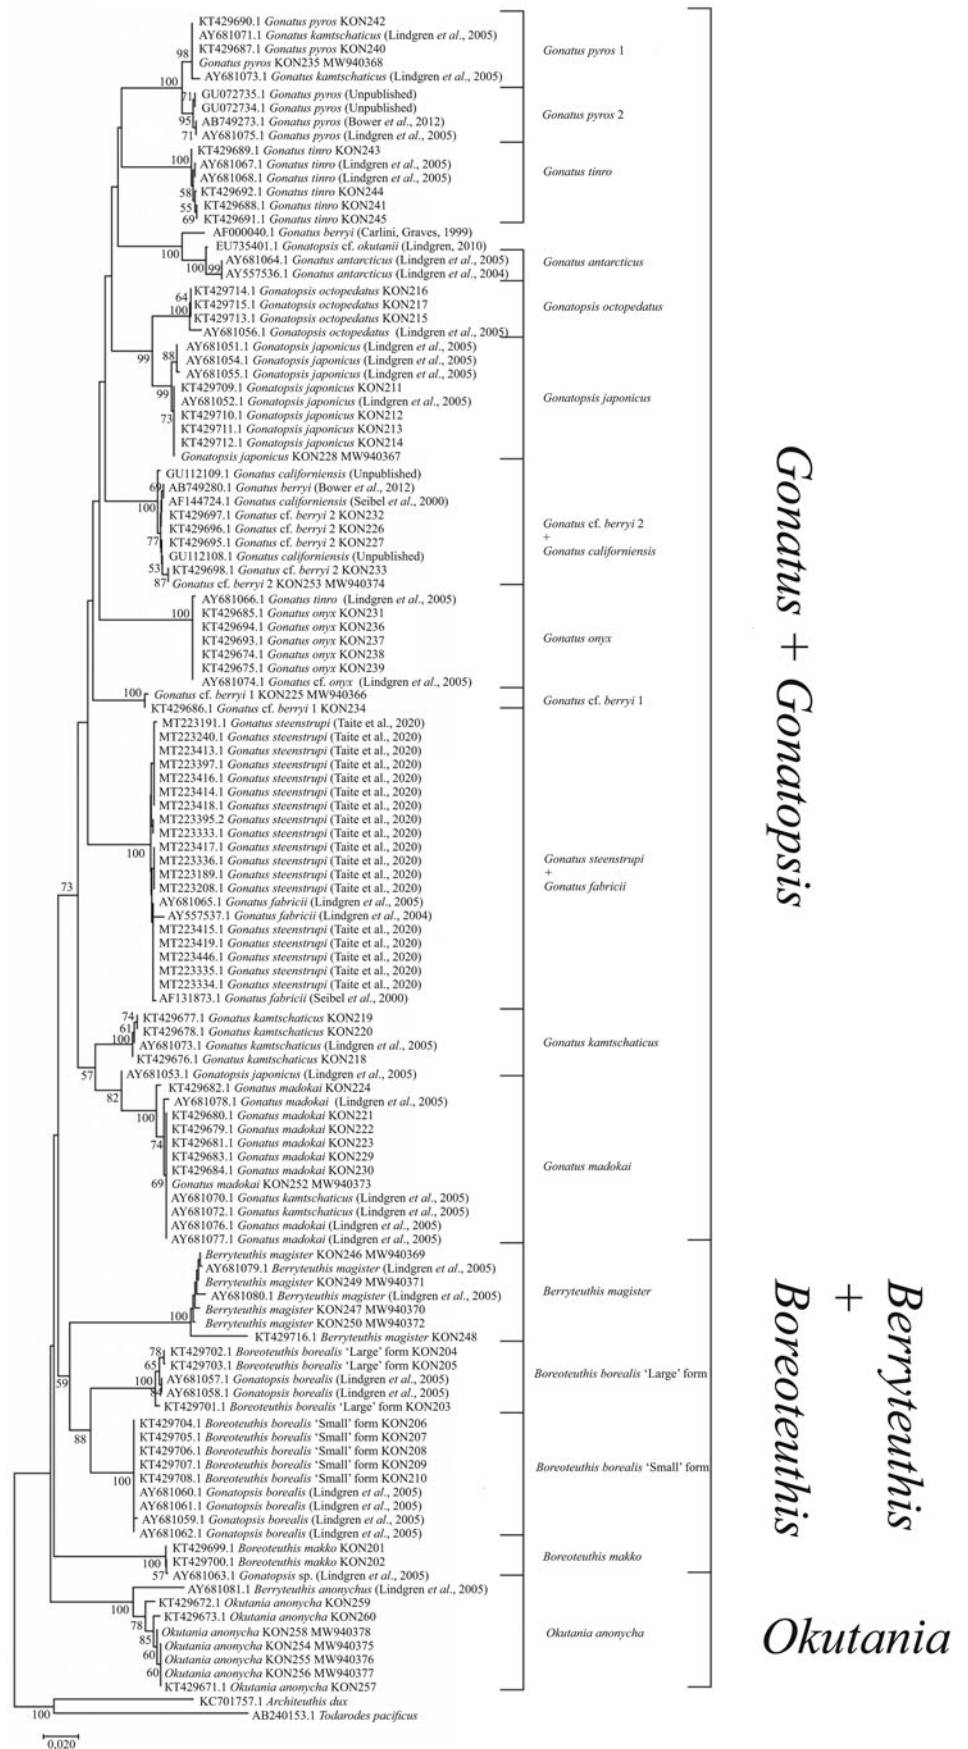 KT429690.1 Gonatus pyros KON242
AY681071.1 Gonatus kamtschaticus (Lindgren et al., 2005)
KT429687.1 Gonatus pyros KON240
Gonatus pyros KON235 MW940368
AY681073.1 Gonatus kamtschaticus (Lindgren et al., 2005)
98
100
Gonatus pyros 1
GU072735.1 Gonatus pyros (Unpublished)
GU072734.1 Gonatus pyros (Unpublished)
AB749273.1 Gonatus pyros (Bower et al., 2012)
AY681075.1 Gonatus pyros (Lindgren et al., 2005)
71
95
71
Gonatus pyros 2
KT429689.1 Gonatus tinro KON243
AY681067.1 Gonatus tinro (Lindgren et al., 2005)
AY681068.1 Gonatus tinro (Lindgren et al., 2005)
KT429692.1 Gonatus tinro KON244
KT429688.1 Gonatus tinro KON241
KT429691.1 Gonatus tinro KON245
100
58
55
69
Gonatus tinro
AF000040.1 Gonatus berryi (Carlini, Graves, 1999)
EU735401.1 Gonatopsis cf. okutanii (Lindgren, 2010)
AY681064.1 Gonatus antarcticus (Lindgren et al., 2005)
AY557536.1 Gonatus antarcticus (Lindgren et al., 2004)
100
100
99
Gonatus antarcticus
KT429714.1 Gonatopsis octopedatus KON216
KT429715.1 Gonatopsis octopedatus KON217
KT429713.1 Gonatopsis octopedatus KON215
AY681056.1 Gonatopsis octopedatus (Lindgren et al., 2005)
64
100
99
Gonatopsis octopedatus
AY681051.1 Gonatopsis japonicus (Lindgren et al., 2005)
AY681054.1 Gonatopsis japonicus (Lindgren et al., 2005)
AY681055.1 Gonatopsis japonicus (Lindgren et al., 2005)
KT429709.1 Gonatopsis japonicus KON211
AY681052.1 Gonatopsis japonicus (Lindgren et al., 2005)
KT429710.1 Gonatopsis japonicus KON212
KT429711.1 Gonatopsis japonicus KON213
KT429712.1 Gonatopsis japonicus KON214
Gonatopsis japonicus KON228 MW940367
88
99
73
Gonatopsis japonicus
GU112109.1 Gonatus californiensis (Unpublished)
AB749280.1 Gonatus berryi (Bower et al., 2012)
AF144724.1 Gonatus californiensis (Seibel et al., 2000)
KT429697.1 Gonatus cf. berryi 2 KON232
KT429696.1 Gonatus cf. berryi 2 KON226
KT429695.1 Gonatus cf. berryi 2 KON227
GU112108.1 Gonatus californiensis (Unpublished)
KT429698.1 Gonatus cf. berryi 2 KON233
Gonatus cf. berryi 2 KON253 MW940374
100
77
53
87
Gonatus cf. berryi 2
+
Gonatus californiensis
AY681066.1 Gonatus tinro (Lindgren et al., 2005)
KT429685.1 Gonatus onyx KON231
KT429694.1 Gonatus onyx KON236
KT429693.1 Gonatus onyx KON237
KT429674.1 Gonatus onyx KON238
KT429675.1 Gonatus onyx KON239
AY681074.1 Gonatus cf. onyx (Lindgren et al., 2005)
100
Gonatus onyx
Gonatus cf. berryi 1 KON225 MW940366
KT429686.1 Gonatus cf. berryi 1 KON234
100
Gonatus cf. berryi 1
MT223191.1 Gonatus steenstrupi (Taite et al., 2020)
MT223240.1 Gonatus steenstrupi (Taite et al., 2020)
MT223413.1 Gonatus steenstrupi (Taite et al., 2020)
MT223397.1 Gonatus steenstrupi (Taite et al., 2020)
MT223416.1 Gonatus steenstrupi (Taite et al., 2020)
MT223414.1 Gonatus steenstrupi (Taite et al., 2020)
MT223418.1 Gonatus steenstrupi (Taite et al., 2020)
MT223395.2 Gonatus steenstrupi (Taite et al., 2020)
MT223333.1 Gonatus steenstrupi (Taite et al., 2020)
MT223417.1 Gonatus steenstrupi (Taite et al., 2020)
MT223336.1 Gonatus steenstrupi (Taite et al., 2020)
MT223189.1 Gonatus steenstrupi (Taite et al., 2020)
MT223208.1 Gonatus steenstrupi (Taite et al., 2020)
AY681065.1 Gonatus fabricii (Lindgren et al., 2005)
AY557537.1 Gonatus fabricii (Lindgren et al., 2004)
MT223415.1 Gonatus steenstrupi (Taite et al., 2020)
MT223419.1 Gonatus steenstrupi (Taite et al., 2020)
MT223446.1 Gonatus steenstrupi (Taite et al., 2020)
MT223335.1 Gonatus steenstrupi (Taite et al., 2020)
MT223334.1 Gonatus steenstrupi (Taite et al., 2020)
AF131873.1 Gonatus fabricii (Seibel et al., 2000)
100
73
Gonatus steenstrupi
+
Gonatus fabricii
Gonatus + Gonatopsis
KT429677.1 Gonatus kamtschaticus KON219
KT429678.1 Gonatus kamtschaticus KON220
AY681073.1 Gonatus kamtschaticus (Lindgren et al., 2005)
KT429676.1 Gonatus kamtschaticus KON218
74
61
100
57
Gonatus kamtschaticus
AY681053.1 Gonatopsis japonicus (Lindgren et al., 2005)
KT429682.1 Gonatus madokai KON224
AY681078.1 Gonatus madokai (Lindgren et al., 2005)
KT429680.1 Gonatus madokai KON221
KT429679.1 Gonatus madokai KON222
KT429681.1 Gonatus madokai KON223
KT429683.1 Gonatus madokai KON229
KT429684.1 Gonatus madokai KON230
Gonatus madokai KON252 MW940373
AY681070.1 Gonatus kamtschaticus (Lindgren et al., 2005)
AY681072.1 Gonatus kamtschaticus (Lindgren et al., 2005)
AY681076.1 Gonatus madokai (Lindgren et al., 2005)
AY681077.1 Gonatus madokai (Lindgren et al., 2005)
82
100
74
69
Gonatus madokai
Berryteuthis magister KON246 MW940369
AY681079.1 Berryteuthis magister (Lindgren et al., 2005)
Berryteuthis magister KON249 MW940371
AY681080.1 Berryteuthis magister (Lindgren et al., 2005)
Berryteuthis magister KON247 MW940370
Berryteuthis magister KON250 MW940372
KT429716.1 Berryteuthis magister KON248
100
59
Berryteuthis magister
KT429702.1 Boreoteuthis borealis 'Large' form KON204
KT429703.1 Boreoteuthis borealis 'Large' form KON205
AY681057.1 Gonatopsis borealis (Lindgren et al., 2005)
AY681058.1 Gonatopsis borealis (Lindgren et al., 2005)
KT429701.1 Boreoteuthis borealis 'Large' form KON203
78
65
100
88
Boreoteuthis borealis 'Large' form
KT429704.1 Boreoteuthis borealis 'Small' form KON206
KT429705.1 Boreoteuthis borealis 'Small' form KON207
KT429706.1 Boreoteuthis borealis 'Small' form KON208
KT429707.1 Boreoteuthis borealis 'Small' form KON209
KT429708.1 Boreoteuthis borealis 'Small' form KON210
AY681060.1 Gonatopsis borealis (Lindgren et al., 2005)
AY681061.1 Gonatopsis borealis (Lindgren et al., 2005)
AY681059.1 Gonatopsis borealis (Lindgren et al., 2005)
AY681062.1 Gonatopsis borealis (Lindgren et al., 2005)
100
Boreoteuthis borealis 'Small' form
KT429699.1 Boreoteuthis makko KON201
KT429700.1 Boreoteuthis makko KON202
AY681063.1 Gonatopsis sp. (Lindgren et al., 2005)
100
57
Boreoteuthis makko
Berryteuthis
+
Boreoteuthis
AY681081.1 Berryteuthis anonychus (Lindgren et al., 2005)
KT429672.1 Okutania anonycha KON259
KT429673.1 Okutania anonycha KON260
Okutania anonycha KON258 MW940378
Okutania anonycha KON254 MW940375
Okutania anonycha KON255 MW940376
Okutania anonycha KON256 MW940377
KT429671.1 Okutania anonycha KON257
100
78
85
60
60
Okutania anonycha
Okutania
KC701757.1 Architeuthis dux
AB240153.1 Todarodes pacificus
100
0,020